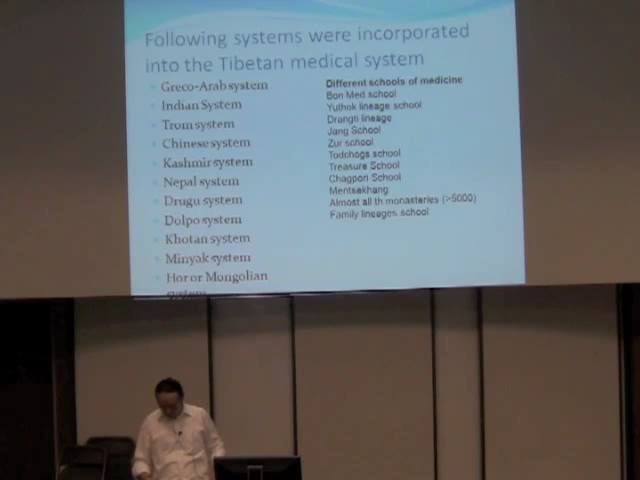 Following systems were incorporated
into the Tibetan medical system
Greco-Arab system
Indian System
Trom system
Chinese system
Kashmir system
Nepal system
Drugu system
Dolpo system
Khotan system
Minyak system
Hor or Mongolian
system
Different schools of medicine
Bon Med school
Yuthok lineage school
Drangti lineage
Jang School
Zur school
Todchogs school
Treasure School
Chagpori School
Mentsekhang
Almost all th monasteries (>5000)
Family lineages school